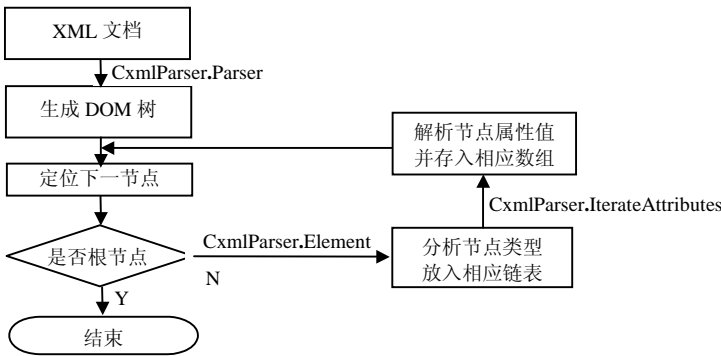 XML 文档
CxmlParser.Parser
生成 DOM 树
解析节点属性值
并存入相应数组
定位下一节点
CxmlParser.IterateAttributes
是否根节点
CxmlParser.Element
N
分析节点类型
放入相应链表
Y
结束